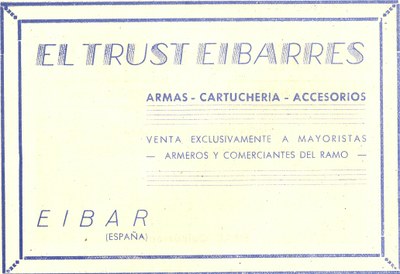 EL TRUST EIBARRES
ARMAS - CARTUCHERIA - ACCESORIOS
VENTA EXCLUSIVAMENTE A MAYORISTAS
— ARMEROS Y COMERCIANTES DEL RAMO —
EIBAR
(ESPAÑA)